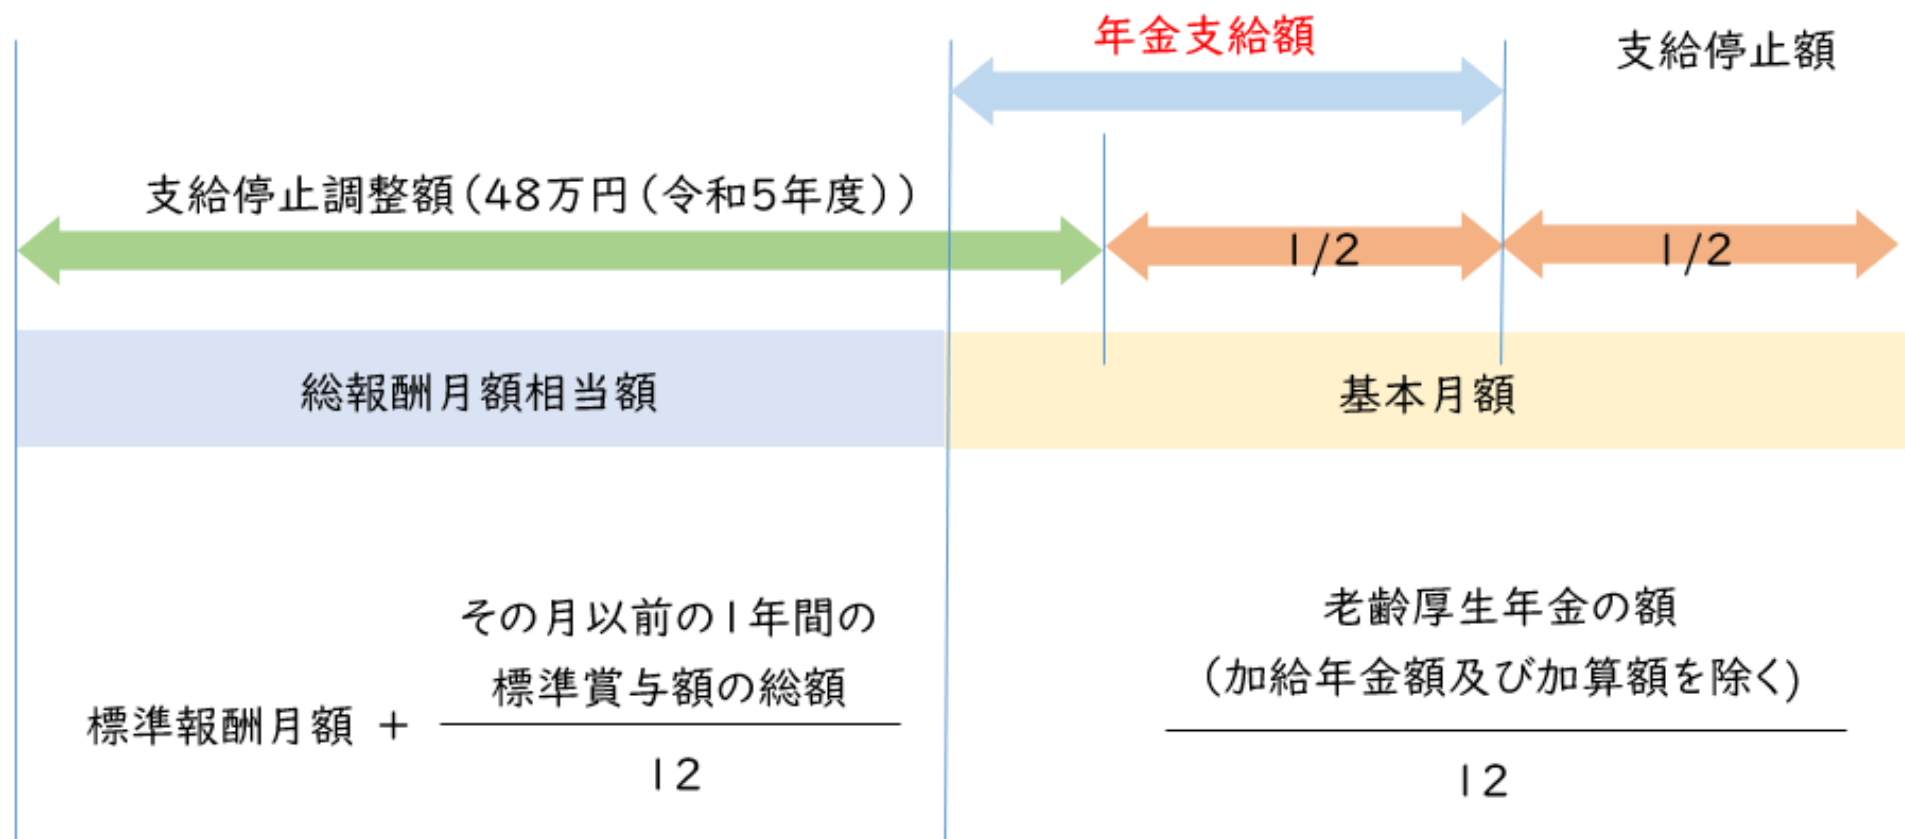 年金支給額
支給停止額
支給停止調整額(48万円(令和5年度))
1/2
1/2
総報酬月額相当額
基本月額
その月以前の1年間の
標準賞与額の総額
標準報酬月額 +
12
老齢厚生年金の額
(加給年金額及び加算額を除く)
12